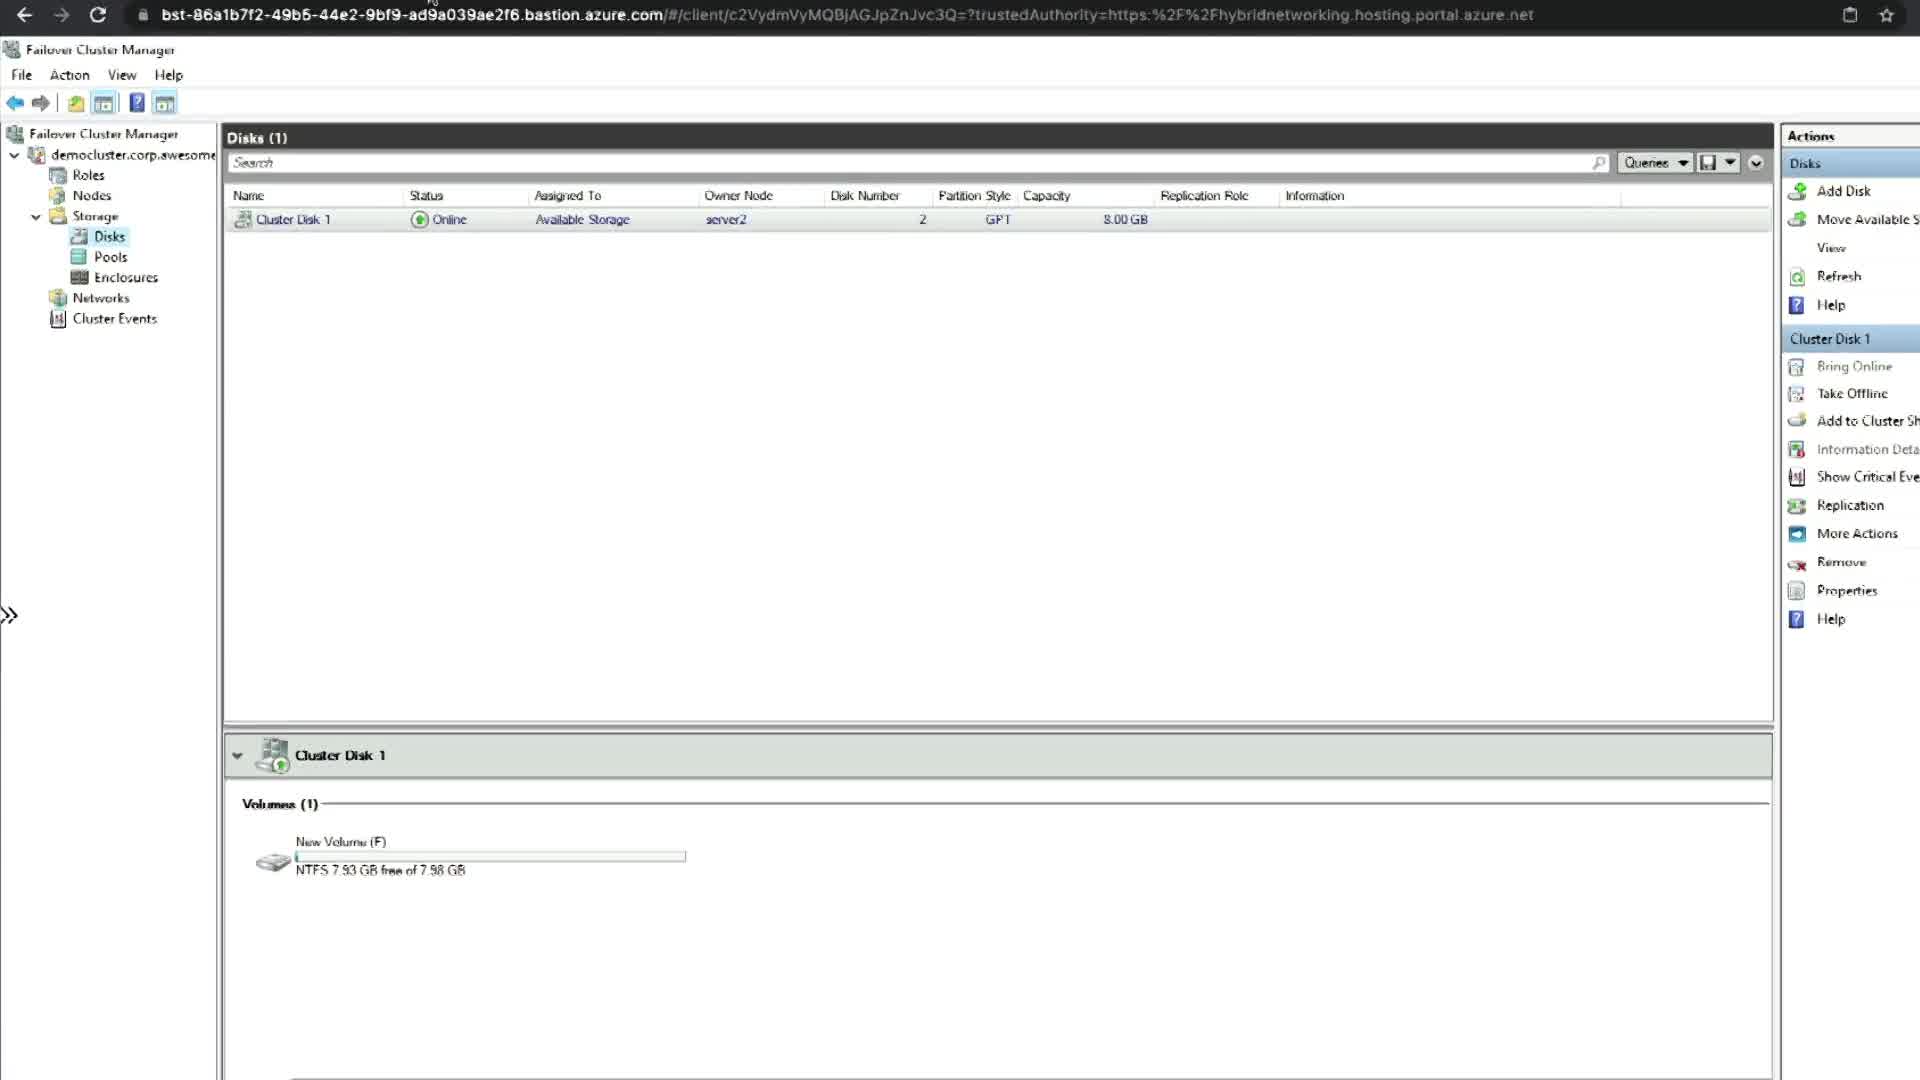 bst-86a1b7f2-49b5-44e2-9bf9-ad9a039ae2f6.bastion.azure.com/#/client/c2VydmVyMQBjAGJpZnJvc3Q=?trustedAuthority=https:%2F%2Fhybridnetworking.hosting.portal.azure.net
Failover Cluster Manager
File Action View Help
Failover Cluster Manager
democluster.corp.awesome
Roles
Nodes
Storage
Disks
Pools
Enclosures
Networks
Cluster Events
Disks (1)
Search
Queries
Name Status Assigned To Owner Node Disk Number Partition Style Capacity Replication Role Information
Cluster Disk 1 Online Available Storage server2 2 GPT 8.00 GB
Cluster Disk 1
Volumes (1)
New Volume (F)
NTFS 7.93 GB free of 7.98 GB
Actions
Disks
Add Disk
Move Available S
View
Refresh
Help
Cluster Disk 1
Bring Online
Take Offline
Add to Cluster Sh
Information Deta
Show Critical Eve
Replication
More Actions
Remove
Properties
Help